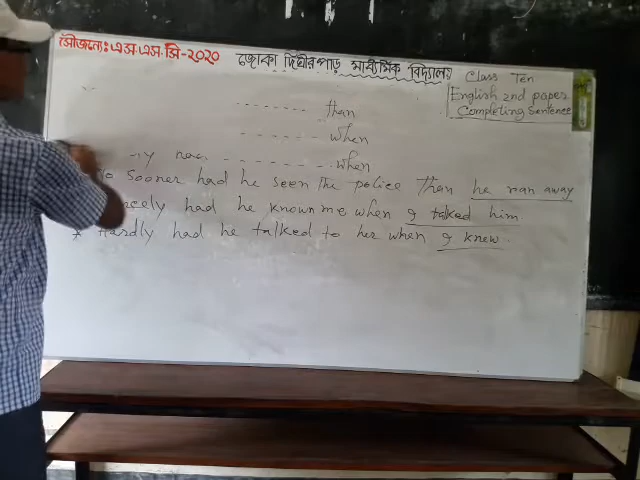 সৌজন্যে: এস.এস.সি-২০২০
জোকা দিঘীরপাড় মাধ্যমিক বিদ্যালয়
Class Ten
English 2nd paper
Completing Sentence
-------- than
------ when
--------- when
sooner had he seen the police than he ran away
had he known me when I talked him
* Hardly had he talked to her when I knew.